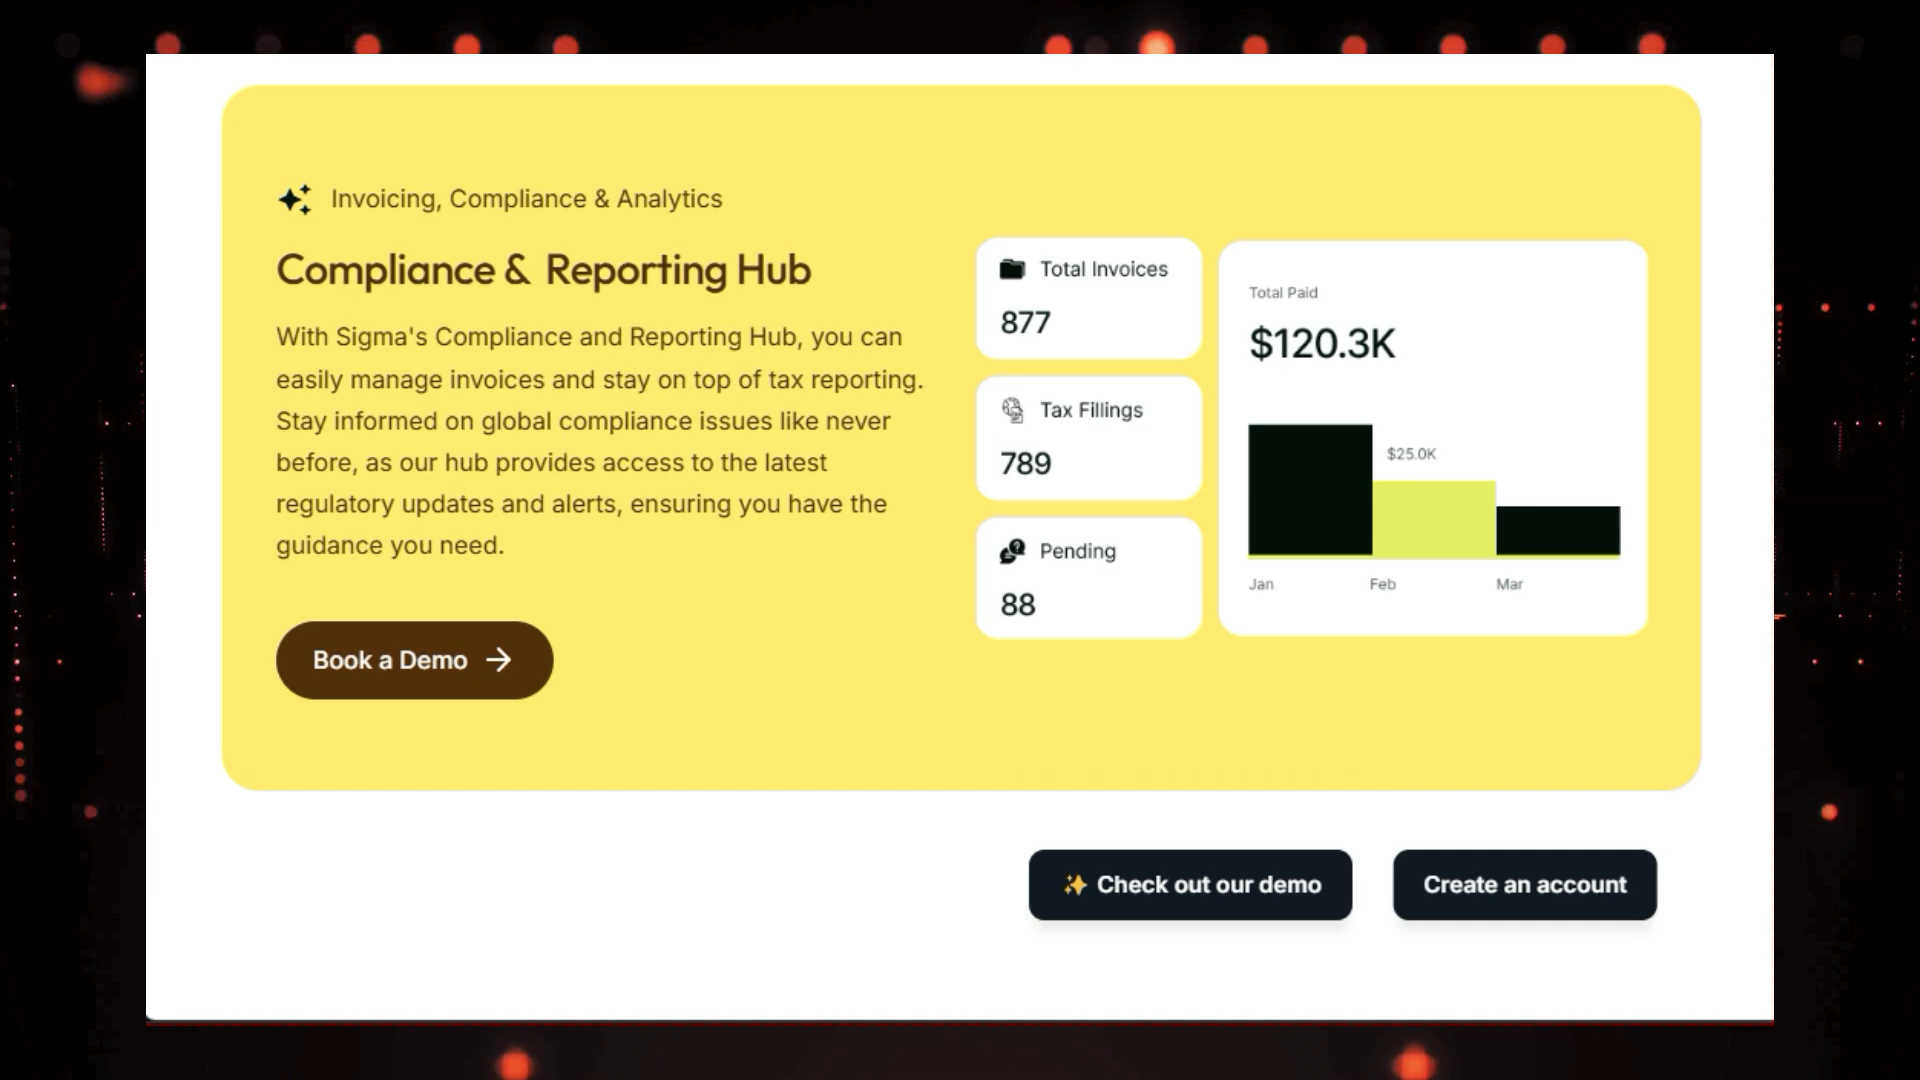 Invoicing, Compliance & Analytics
Compliance & Reporting Hub
With Sigma's Compliance and Reporting Hub, you can
easily manage invoices and stay on top of tax reporting.
Stay informed on global compliance issues like never
before, as our hub provides access to the latest
regulatory updates and alerts, ensuring you have the
guidance you need.
Book a Demo
Total Invoices
877
Tax Fillings
789
Pending
88
Total Paid
$120.3K
$25.0K
Jan Feb Mar
Check out our demo
Create an account